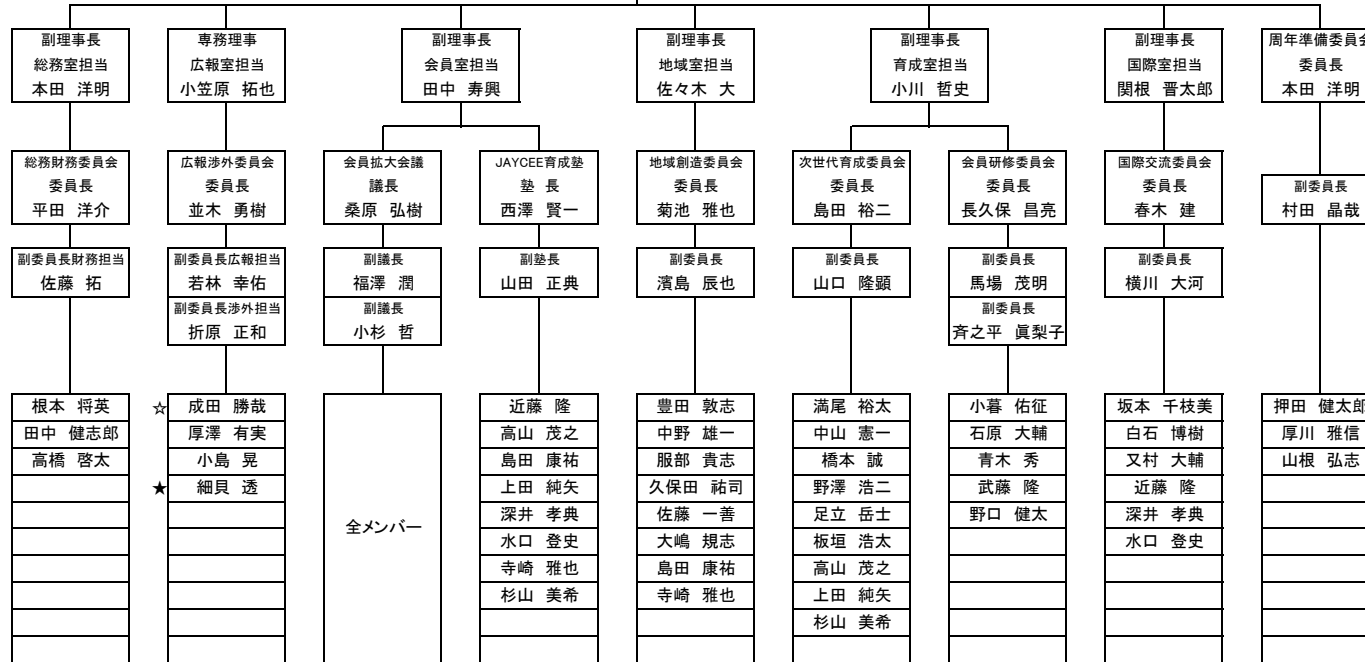 副理事長
総務室担当
本田 洋明
専務理事
広報室担当
小笠原 拓也
副理事長
会員室担当
田中 寿興
副理事長
地域室担当
佐々木 大
副理事長
育成室担当
小川 哲史
副理事長
国際室担当
関根 晋太郎
周年準備委員会
委員長
本田 洋明
総務財務委員会
委員長
平田 洋介
広報渉外委員会
委員長
並木 勇樹
会員拡大会議
議長
桑原 弘樹
JAYCEE育成塾
塾 長
西澤 賢一
地域創造委員会
委員長
菊池 雅也
次世代育成委員会
委員長
島田 裕二
会員研修委員会
委員長
長久保 昌亮
国際交流委員会
委員長
春木 建
副委員長
村田 晶哉
副委員長財務担当
佐藤 拓
副委員長広報担当
若林 幸佑
副委員長渉外担当
折原 正和
副議長
福澤 潤
副議長
小杉 哲
副塾長
山田 正典
副委員長
濱島 辰也
副委員長
山口 隆顕
副委員長
馬場 茂明
副委員長
斉之平 眞梨子
副委員長
横川 大河
根本 将英
田中 健志郎
高橋 啓太
☆ 成田 勝哉
厚澤 有実
小島 晃
★ 細貝 透
全メンバー
近藤 隆
高山 茂之
島田 康祐
上田 純矢
深井 孝典
水口 登史
寺崎 雅也
杉山 美希
豊田 敦志
中野 雄一
服部 貴志
久保田 祐司
佐藤 一善
大嶋 規志
島田 康祐
寺崎 雅也
満尾 裕太
中山 憲一
橋本 誠
野澤 浩二
足立 岳士
板垣 浩太
高山 茂之
上田 純矢
杉山 美希
小暮 佑征
石原 大輔
青木 秀
武藤 隆
野口 健太
坂本 千枝美
白石 博樹
又村 大輔
近藤 隆
深井 孝典
水口 登史
押田 健太郎
厚川 雅信
山根 弘志